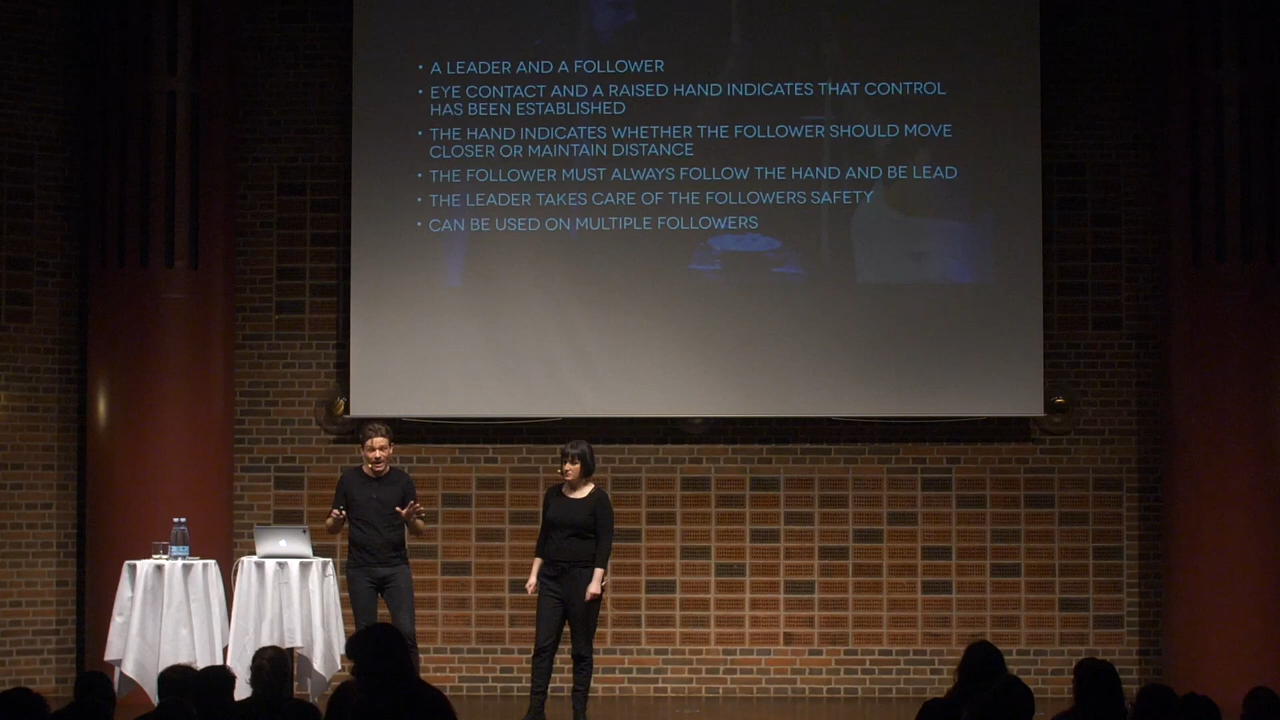 • A LEADER AND A FOLLOWER
• EYE CONTACT AND A RAISED HAND INDICATES THAT CONTROL
HAS BEEN ESTABLISHED
• THE HAND INDICATES WHETHER THE FOLLOWER SHOULD MOVE
CLOSER OR MAINTAIN DISTANCE
• THE FOLLOWER MUST ALWAYS FOLLOW THE HAND AND BE LEAD
• THE LEADER TAKES CARE OF THE FOLLOWERS SAFETY
• CAN BE USED ON MULTIPLE FOLLOWERS